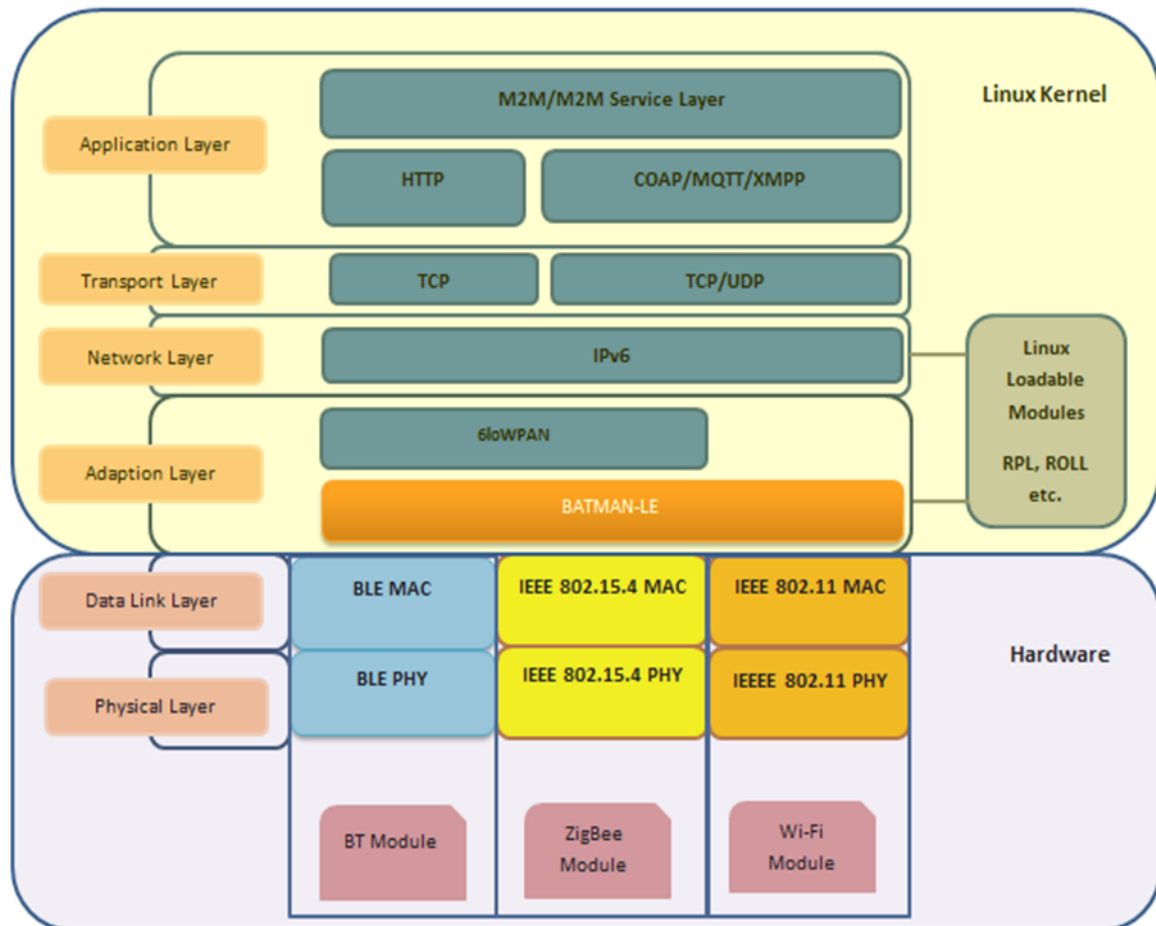 Linux Kernel
Application Layer
M2M/M2M Service Layer
HTTP
COAP/MQTT/XMPP
Transport Layer
TCP
TCP/UDP
Network Layer
IPv6
Linux
Loadable
Modules
RPL, ROLL
etc.
Adaption Layer
6loWPAN
BATMAN-LE
Data Link Layer
BLE MAC
IEEE 802.15.4 MAC
IEEE 802.11 MAC
Hardware
Physical Layer
BLE PHY
IEEE 802.15.4 PHY
IEEEE 802.11 PHY
BT Module
ZigBee
Module
Wi-Fi
Module